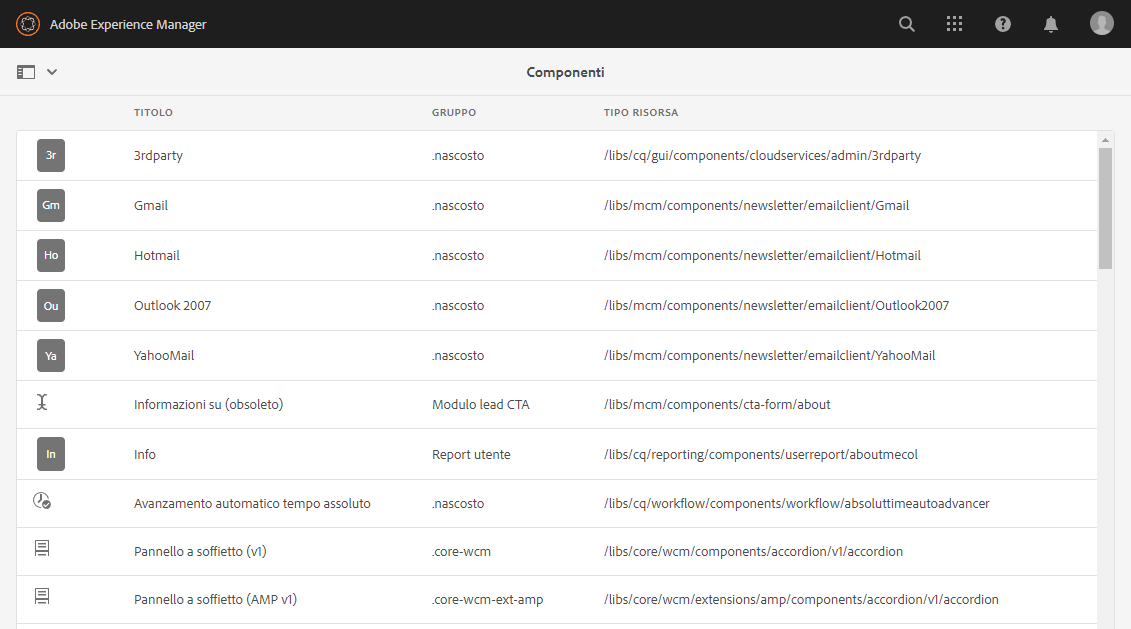 Adobe Experience Manager
Componenti
TITOLO GRUPPO TIPO RISORSA
3r 3rdparty .nascosto /libs/cq/gui/components/cloudservices/admin/3rdparty
Gm Gmail .nascosto /libs/mcm/components/newsletter/emailclient/Gmail
Ho Hotmail .nascosto /libs/mcm/components/newsletter/emailclient/Hotmail
Ou Outlook 2007 .nascosto /libs/mcm/components/newsletter/emailclient/Outlook2007
Ya YahooMail .nascosto /libs/mcm/components/newsletter/emailclient/YahooMail
Informazioni su (obsoleto) Modulo lead CTA /libs/mcm/components/cta-form/about
In Info Report utente /libs/cq/reporting/components/userreport/aboutmecol
Avanzamento automatico tempo assoluto .nascosto /libs/cq/workflow/components/workflow/absoluttimeautoadvancer
Pannello a soffietto (v1) .core-wcm /libs/core/wcm/components/accordion/v1/accordion
Pannello a soffietto (AMP v1) .core-wcm-ext-amp /libs/core/wcm/extensions/amp/components/accordion/v1/accordion